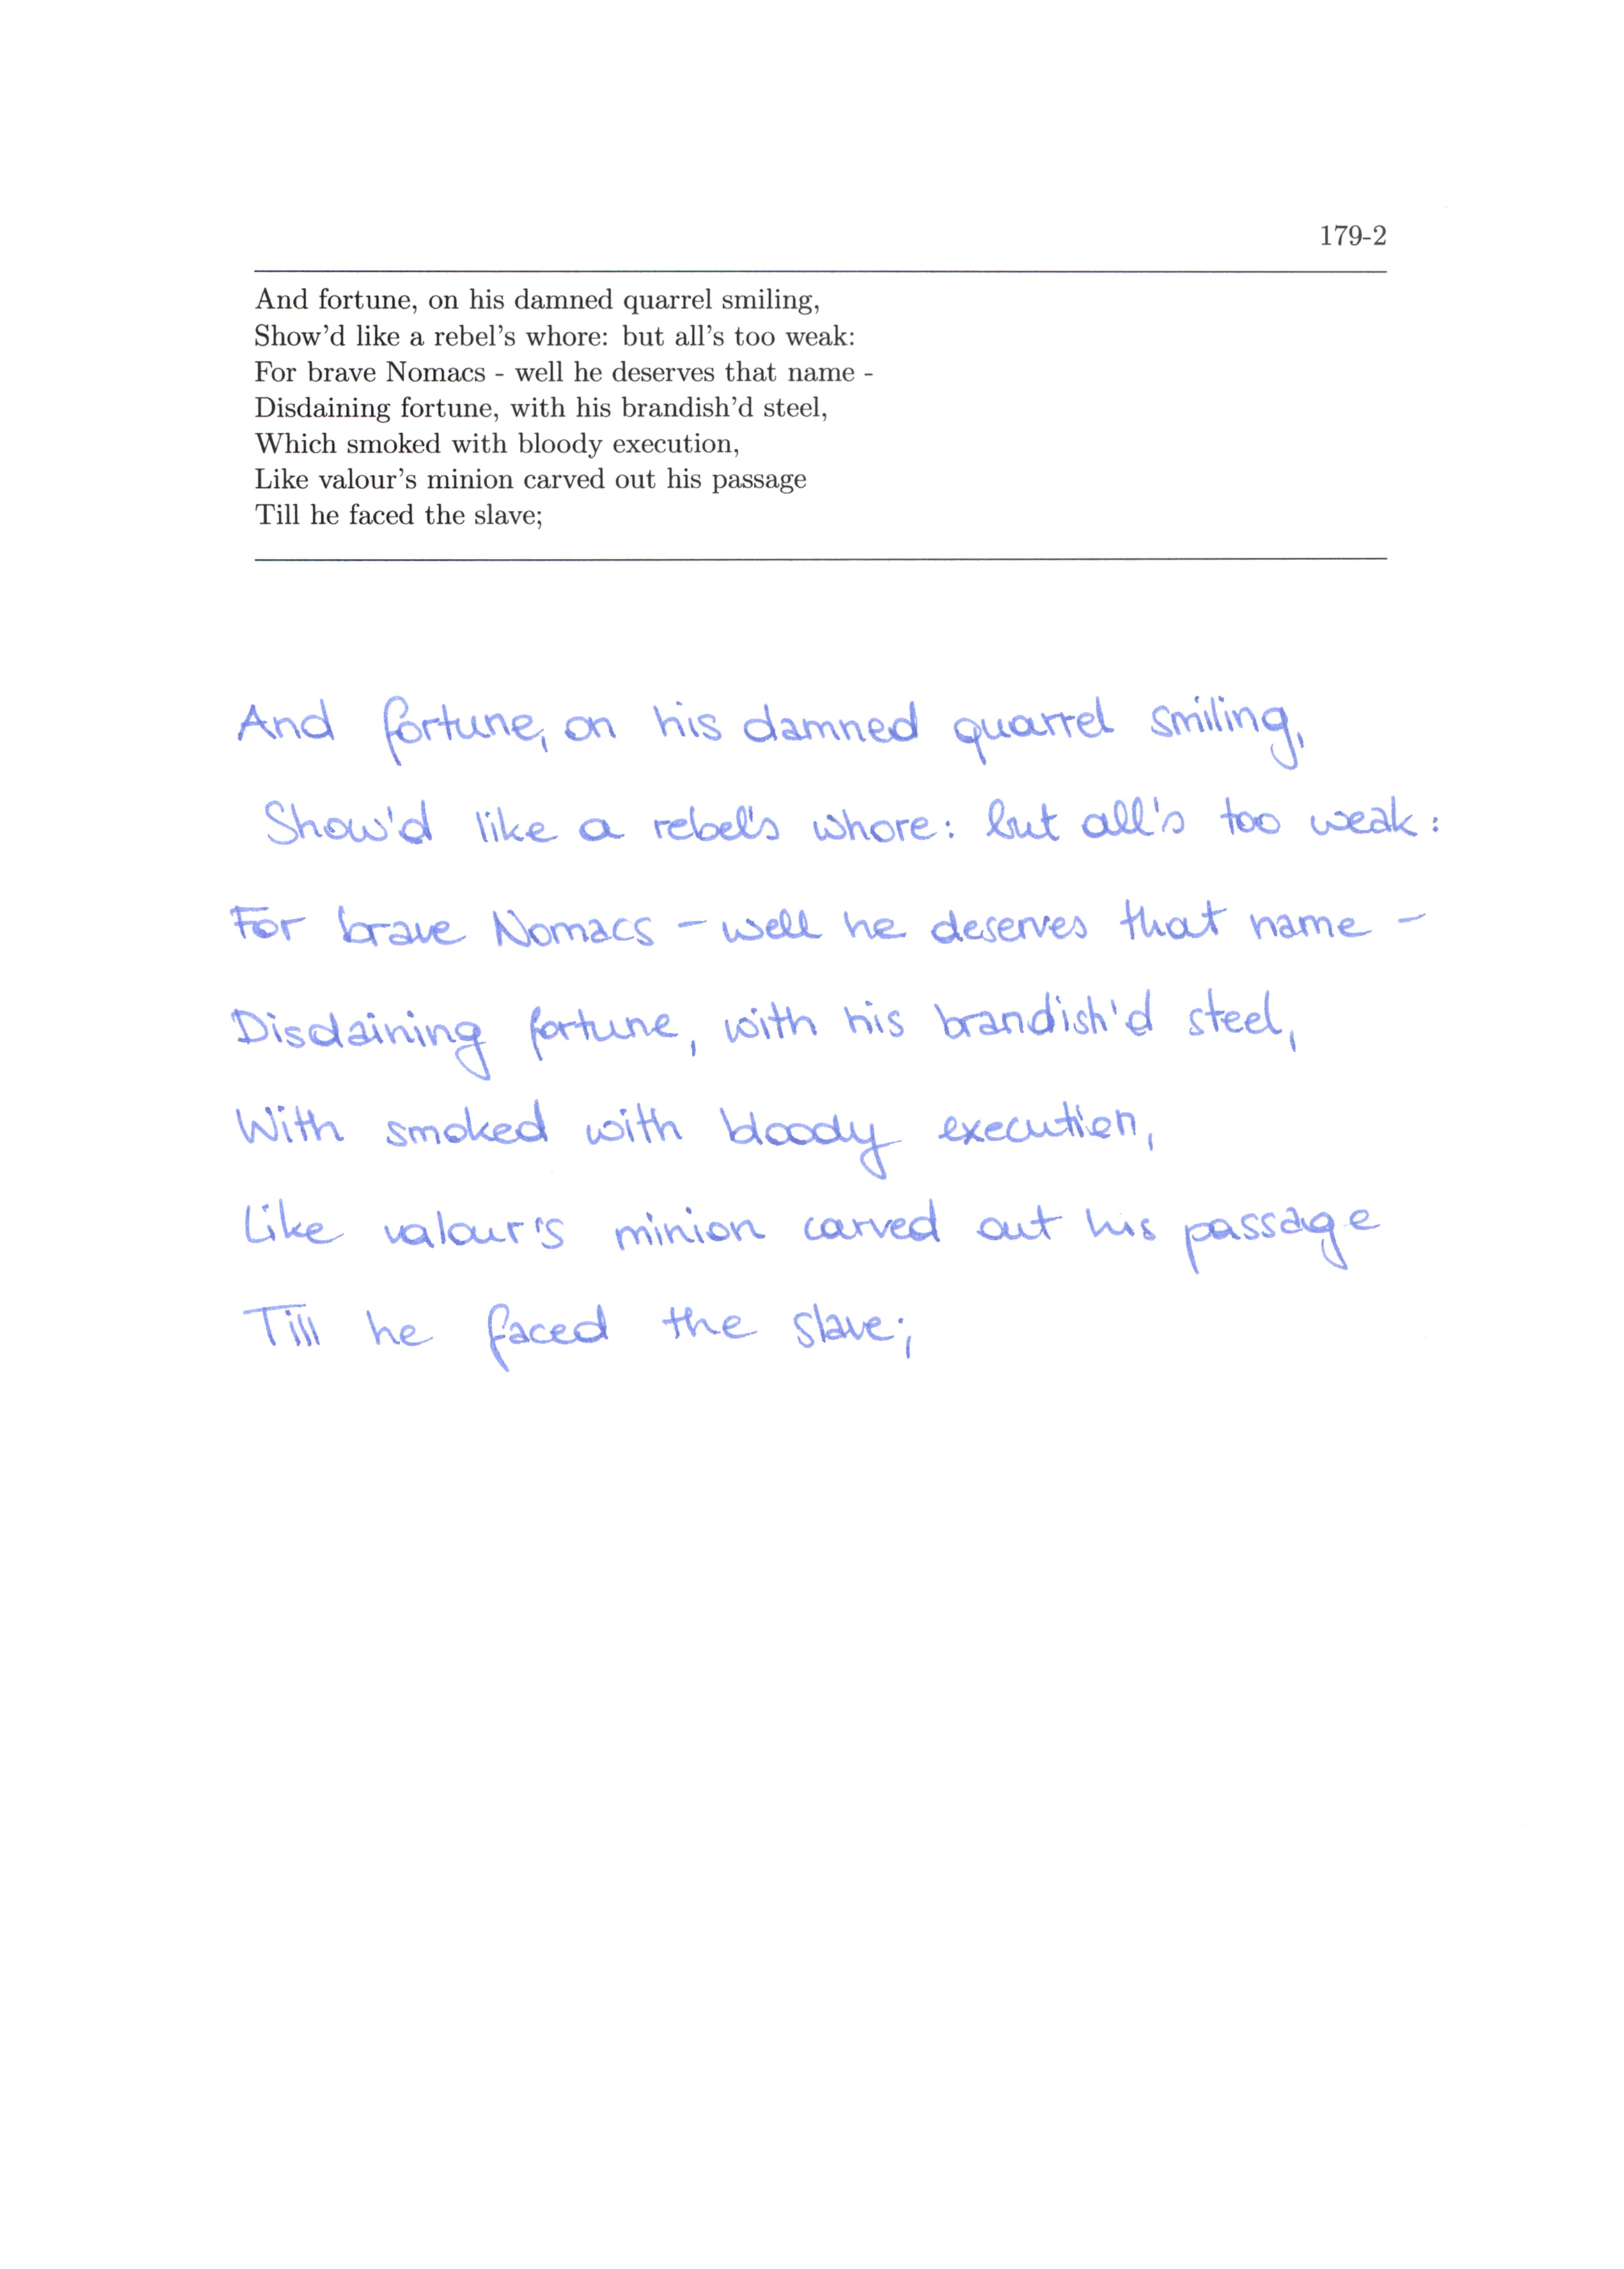 179-2
And fortune, on his damned quarrel smiling,
Show'd like a rebel's whore: but all's too weak:
For brave Nomacs - well he deserves that name -
Disdaining fortune, with his brandish'd steel,
Which smoked with bloody execution,
Like valour's minion carved out his passage
Till he faced the slave;
And fortune, on his damned quarrel smiling,
Show'd like a rebel's whore: but all's too weak:
For brave Nomacs - well he deserves that name -
Disdaining fortune, with his brandish'd steel,
With smoked with bloody execution,
Like valour's minion carved out his passage
Till he faced the slave;